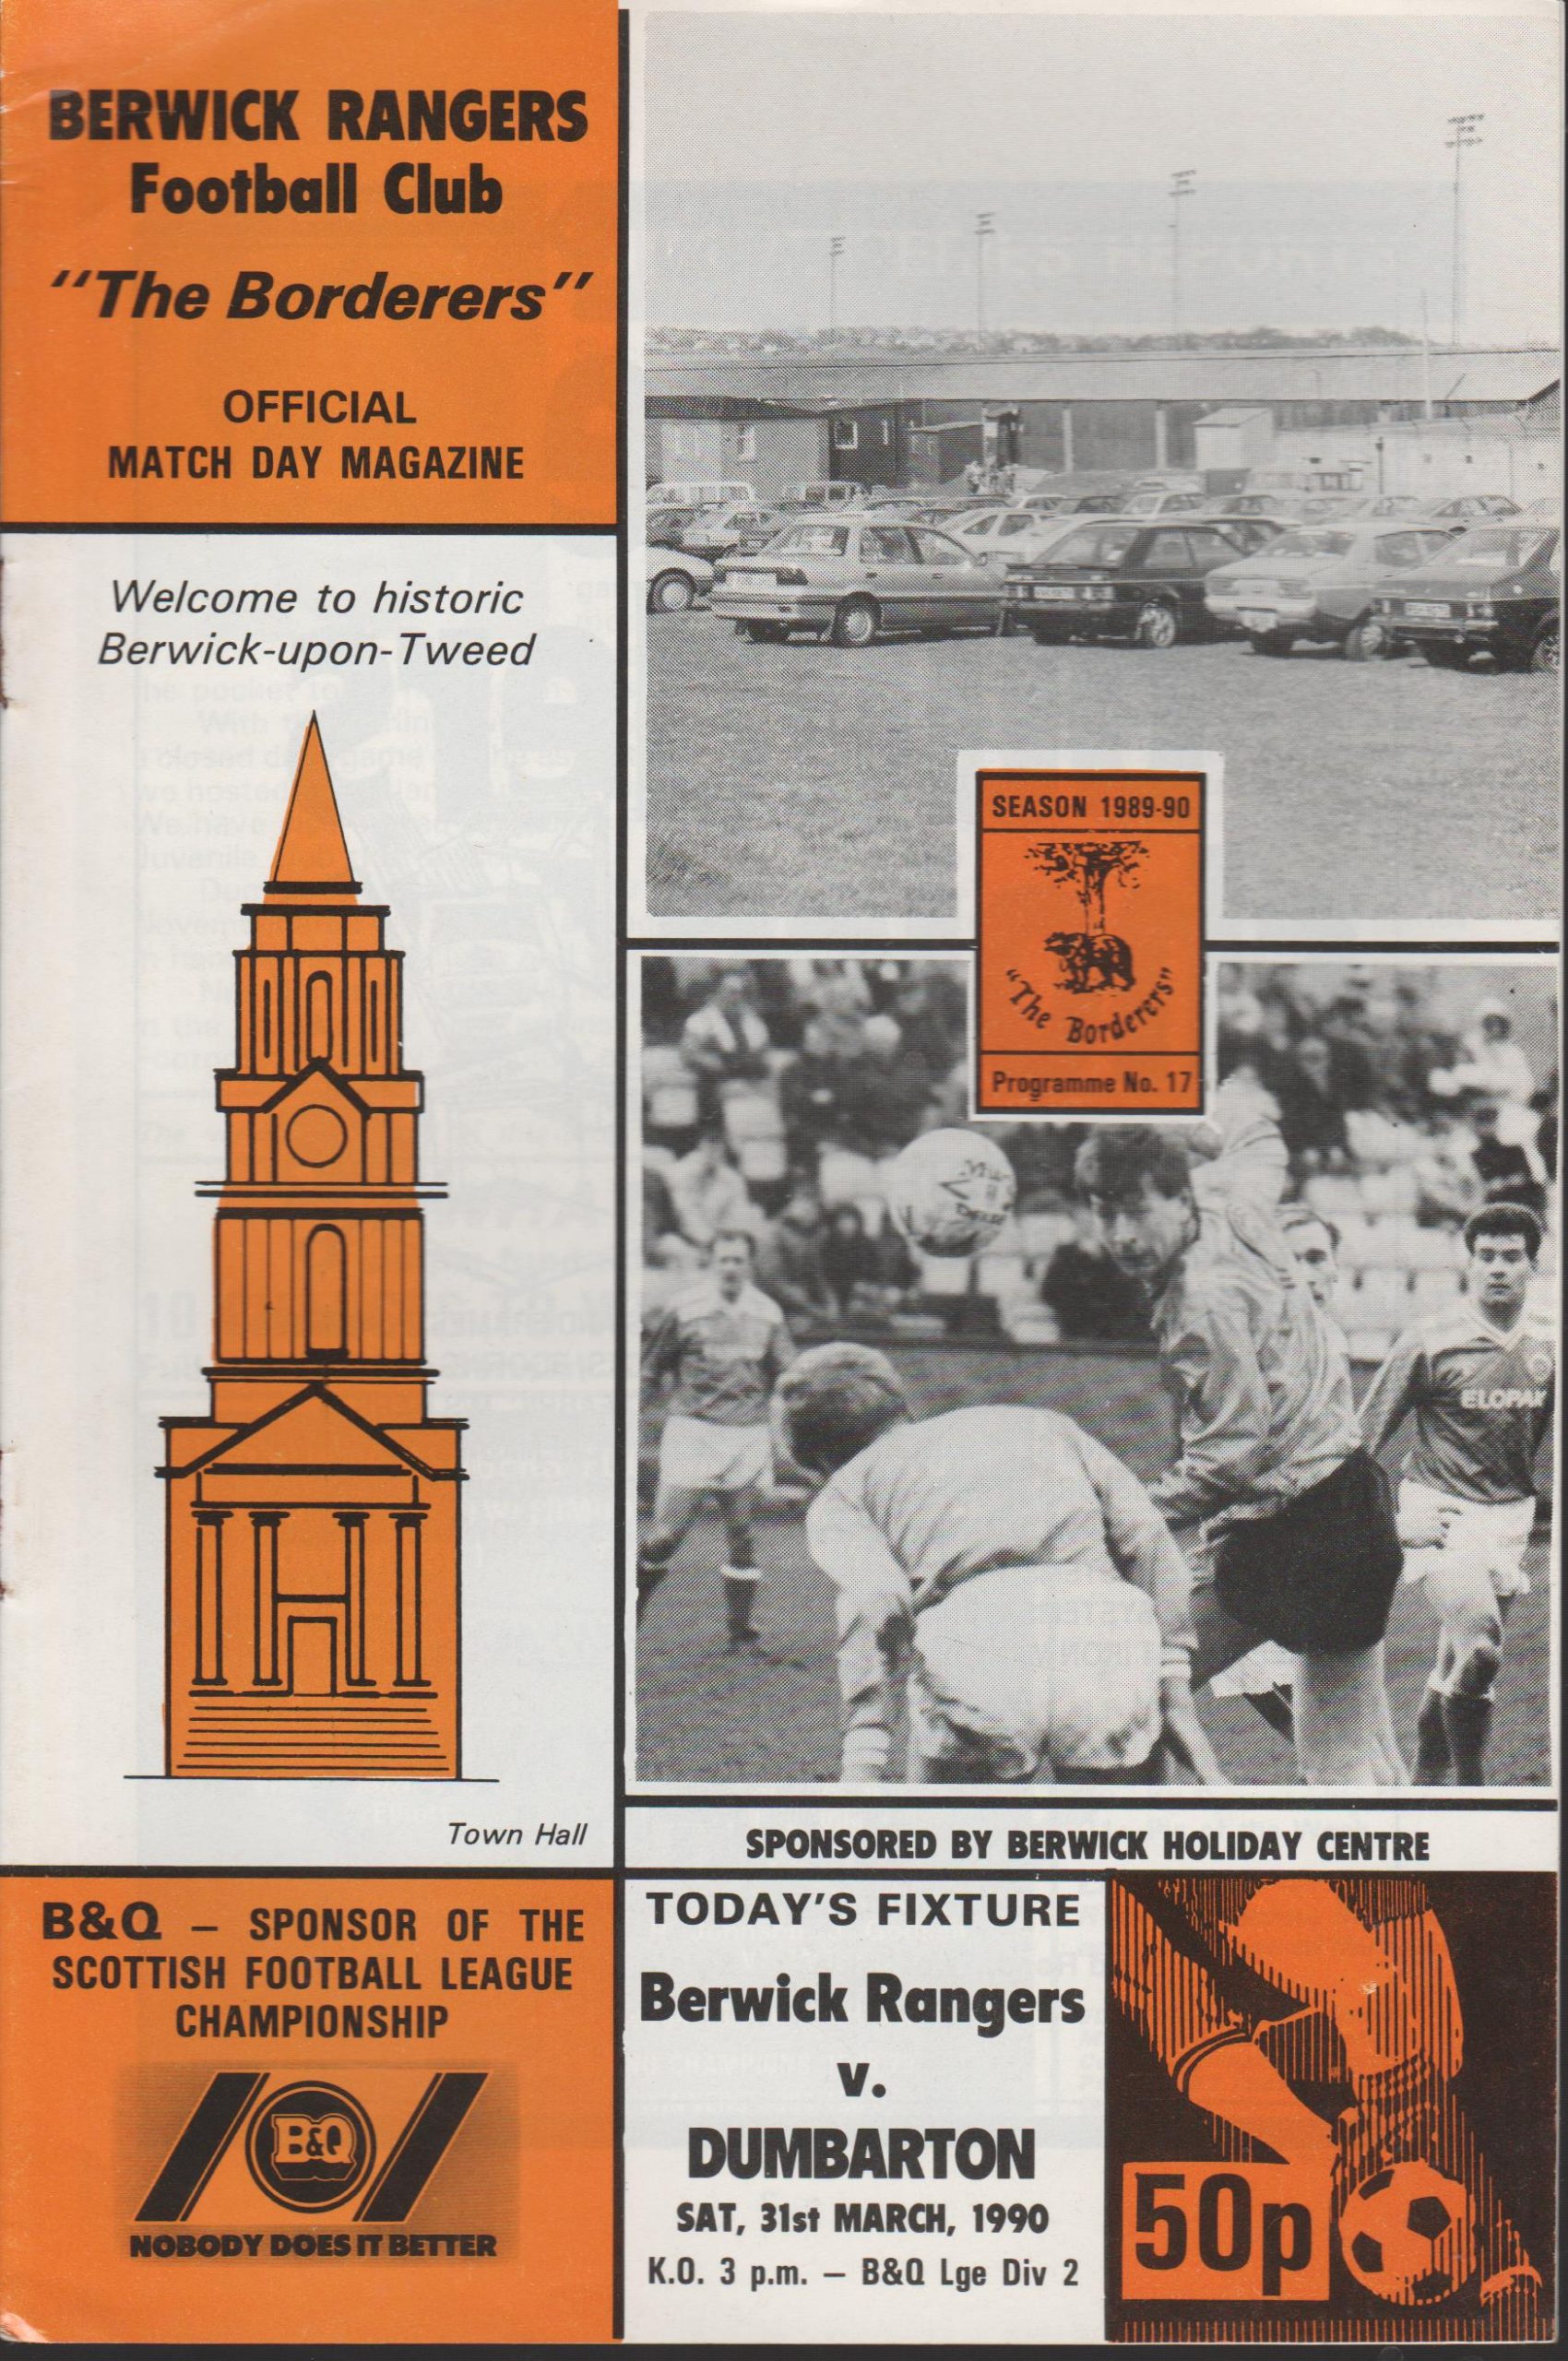 BERWICK RANGERS
Football Club
"The Borderers"
OFFICIAL
MATCH DAY MAGAZINE
Welcome to historic
Berwick-upon-Tweed
Town Hall
B&Q – SPONSOR OF THE
SCOTTISH FOOTBALL LEAGUE
CHAMPIONSHIP
B&Q
NOBODY DOES IT BETTER
SEASON 1989-90
"The Borderers"
Programme No. 17
ELOPAK
SPONSORED BY BERWICK HOLIDAY CENTRE
TODAY'S FIXTURE
Berwick Rangers
v.
DUMBARTON
SAT, 31st MARCH, 1990
K.O. 3 p.m. – B&Q Lge Div 2
50p